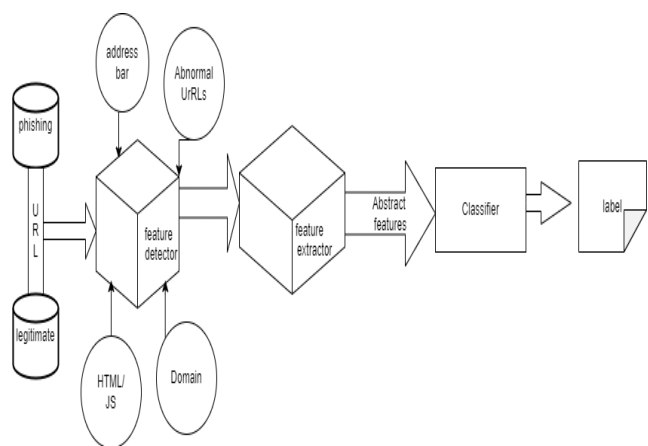 phishing
U
R
L
legitimate
address
bar
Abnormal
UrRLs
feature
detector
HTML/
JS
Domain
feature
extractor
Abstract
features
Classifier
label